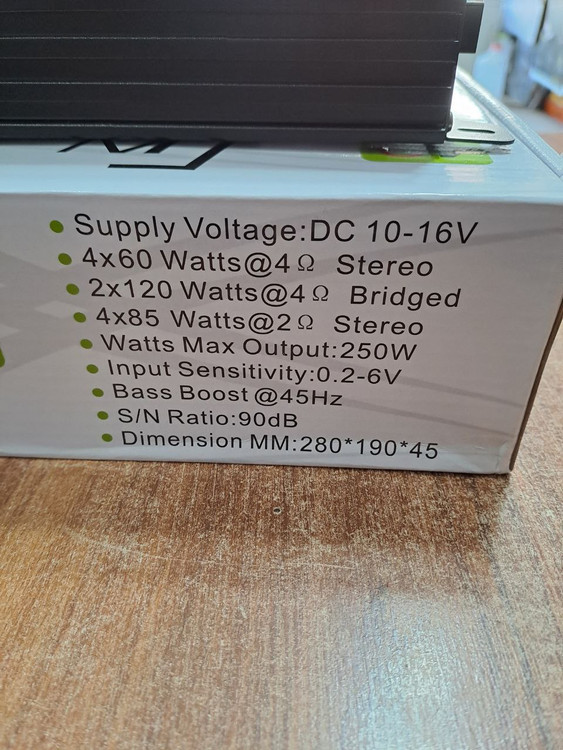 Supply Voltage:DC 10-16V
4x60 Watts@4Ω Stereo
2x120 Watts@4Ω Bridged
4x85 Watts@2Ω Stereo
Watts Max Output:250W
Input Sensitivity:0.2-6V
Bass Boost @45Hz
S/N Ratio:90dB
Dimension MM:280*190*45